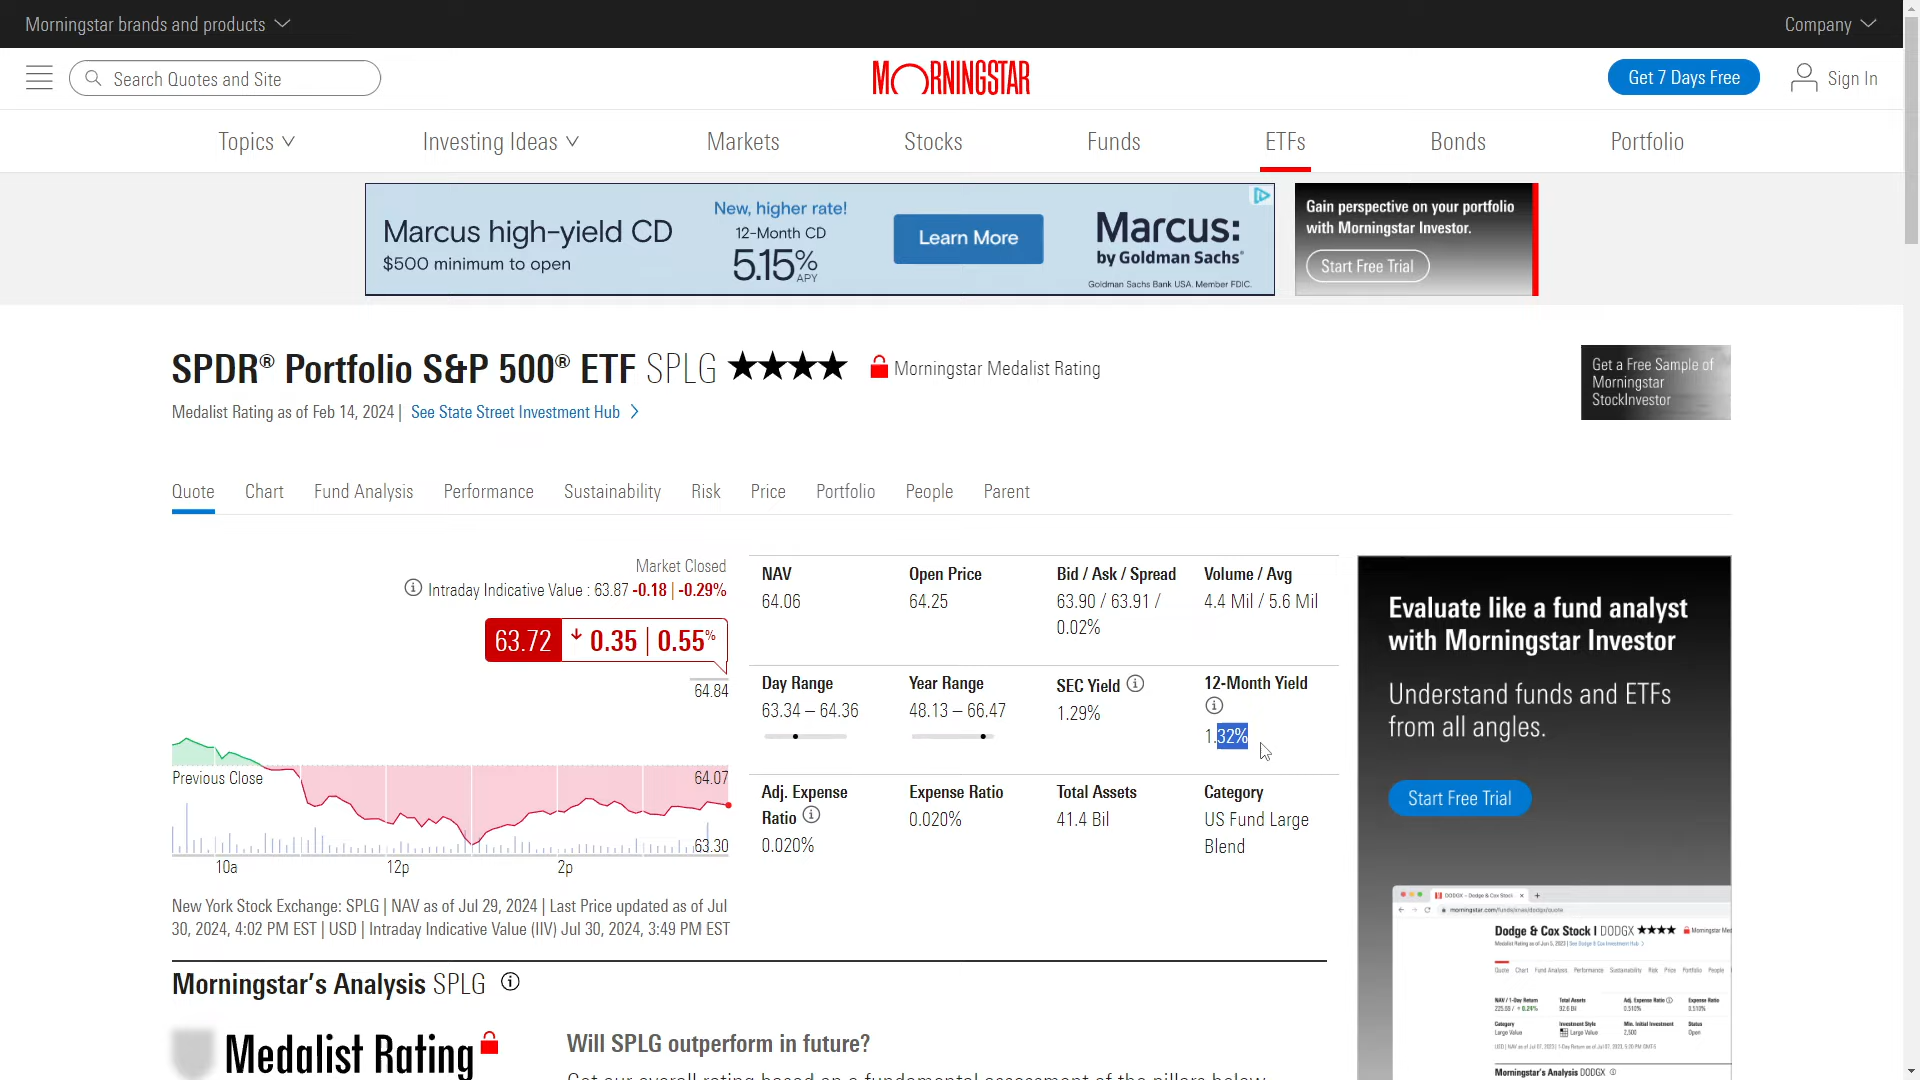 Morningstar brands and products
Company
Search Quotes and Site
MORNINGSTAR
Get 7 Days Free
Sign In
Topics
Investing Ideas
Markets
Stocks
Funds
ETFs
Bonds
Portfolio
Marcus high-yield CD
$500 minimum to open
New, higher rate!
12-Month CD
5.15%
APY
Learn More
Marcus:
by Goldman Sachs®
Goldman Sachs Bank USA. Member FDIC.
Gain perspective on your portfolio
with Morningstar Investor.
Start Free Trial
SPDR® Portfolio S&P 500® ETF SPLG ★★★★ Morningstar Medalist Rating
Medalist Rating as of Feb 14, 2024 | See State Street Investment Hub
Get a Free Sample of
Morningstar
StockInvestor
Quote
Chart
Fund Analysis
Performance
Sustainability
Risk
Price
Portfolio
People
Parent
Market Closed
Intraday Indicative Value : 63.87 -0.18 | -0.29%
63.72 0.35 | 0.55%
64.84
Previous Close
64.07
63.30
10a
12p
2p
New York Stock Exchange: SPLG | NAV as of Jul 29, 2024 | Last Price updated as of Jul
30, 2024, 4:02 PM EST | USD | Intraday Indicative Value (IIV) Jul 30, 2024, 3:49 PM EST
NAV
64.06
Open Price
64.25
Bid / Ask / Spread
63.90 / 63.91 /
0.02%
Volume / Avg
4.4 Mil / 5.6 Mil
Day Range
63.34 – 64.36
Year Range
48.13 – 66.47
SEC Yield
1.29%
12-Month Yield
1.32%
Adj. Expense
Ratio
0.020%
Expense Ratio
0.020%
Total Assets
41.4 Bil
Category
US Fund Large
Blend
Evaluate like a fund analyst
with Morningstar Investor
Understand funds and ETFs
from all angles.
Start Free Trial
Dodge & Cox Stock I DODGX ★★★★
Morningstar's Analysis DODGX
Morningstar's Analysis SPLG
Medalist Rating
Will SPLG outperform in future?